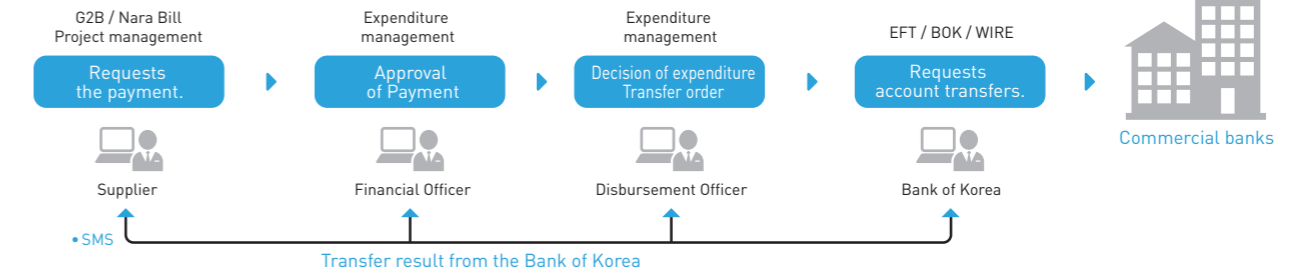 G2B / Nara Bill
Project management
Requests
the payment.
Supplier
Expenditure
management
Approval
of Payment
Financial Officer
Expenditure
management
Decision of expenditure
Transfer order
Disbursement Officer
EFT / BOK / WIRE
Requests
account transfers.
Bank of Korea
Commercial banks
• SMS
Transfer result from the Bank of Korea